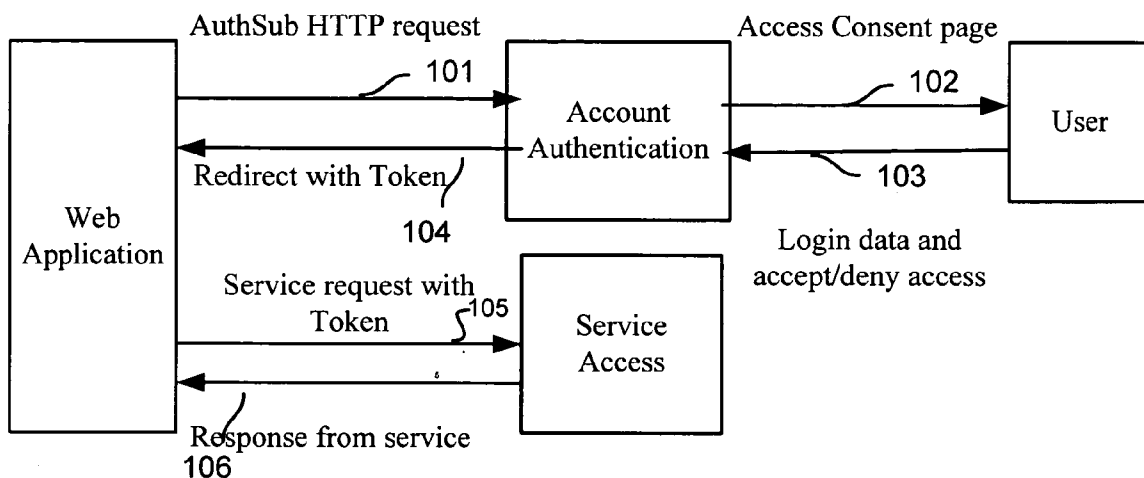 AuthSub HTTP request
Access Consent page
101
102
Account
Authentication
User
Redirect with Token
103
104
Web
Application
Login data and
accept/deny access
Service request with
Token
105
Service
Access
Response from service
106